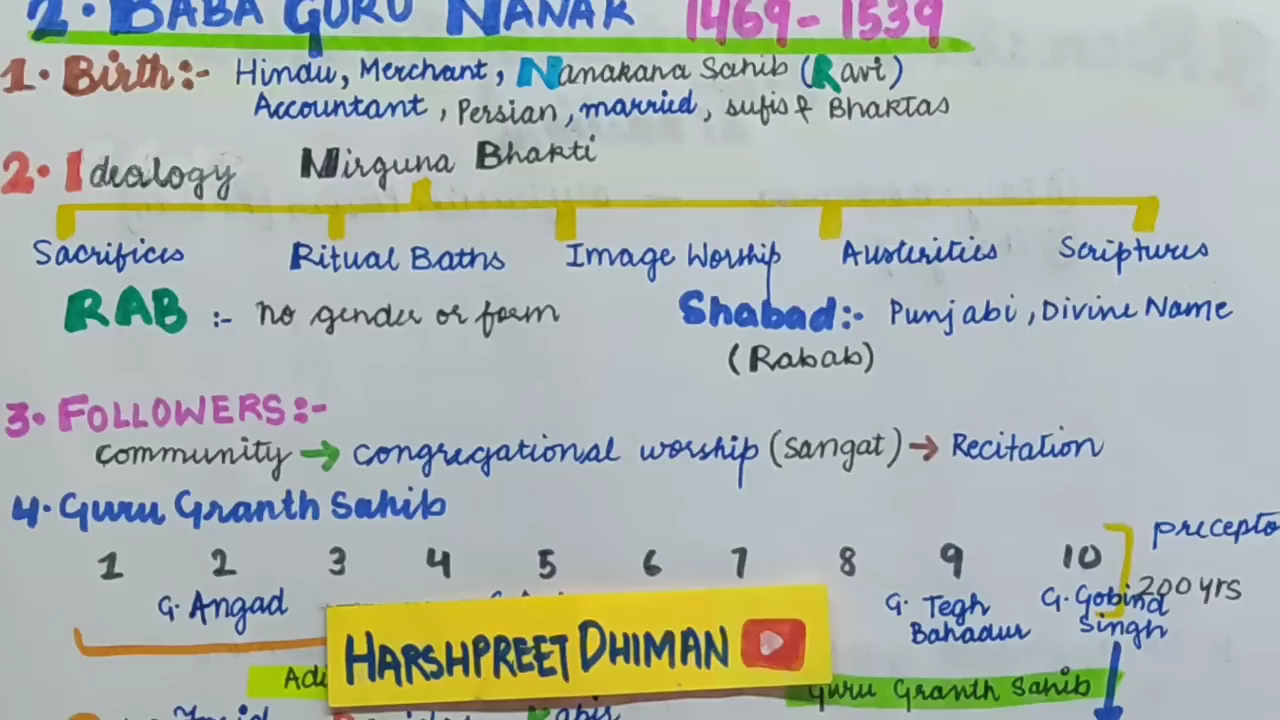 2. BABA GURU NANAK 1469 - 1539
1. Birth:- Hindu, Merchant, Nanakana Sahib (Ravi)
Accountant, Persian, married, sufis & Bhaktas
2. Idealogy Nirguna Bhakti
Sacrifices Ritual Baths Image Worship Austerities Scriptures
RAB :- no gender or form Shabad:- Punjabi, Divine Name
(Rabab)
3. FOLLOWERS:-
community → congregational worship (sangat) → Recitation
4. Guru Granth Sahib
1 2 3 4 5 6 7 8 9 10 precepto
200 yrs
G. Angad G. Tegh Bahadur G. Gobind Singh
HARSHPREET DHIMAN
Adi Guru Granth Sahib
Kabir